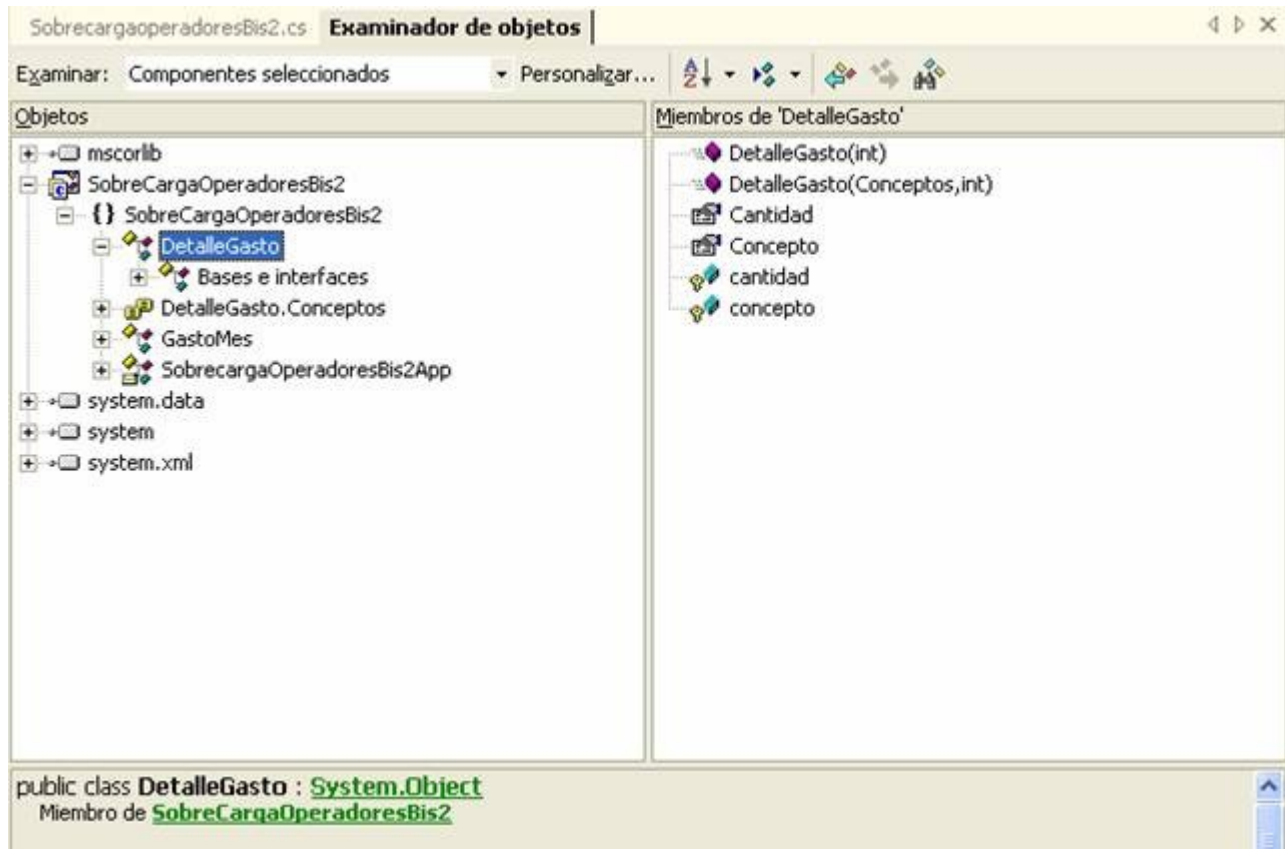 SobrecargaoperadoresBis2.cs Examinador de objetos
Examinar: Componentes seleccionados Personalizar...
Objetos
mscorlib
SobreCargaOperadoresBis2
{} SobreCargaOperadoresBis2
DetalleGasto
Bases e interfaces
DetalleGasto.Conceptos
GastoMes
SobrecargaOperadoresBis2App
system.data
system
system.xml
Miembros de 'DetalleGasto'
DetalleGasto(int)
DetalleGasto(Conceptos,int)
Cantidad
Concepto
cantidad
concepto
public class DetalleGasto : System.Object
Miembro de SobreCargaOperadoresBis2